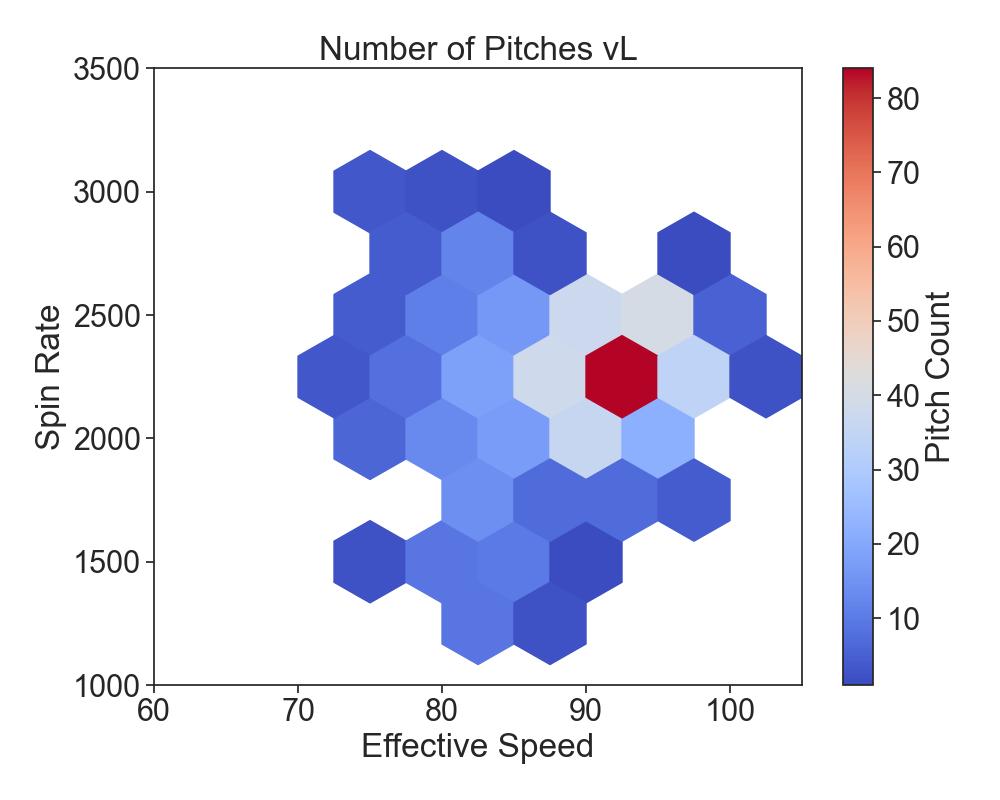 Number of Pitches vL
3500
3000
2500
2000
1500
1000
Spin Rate
60 70 80 90 100
Effective Speed
80
70
60
50
40
30
20
10
Pitch Count